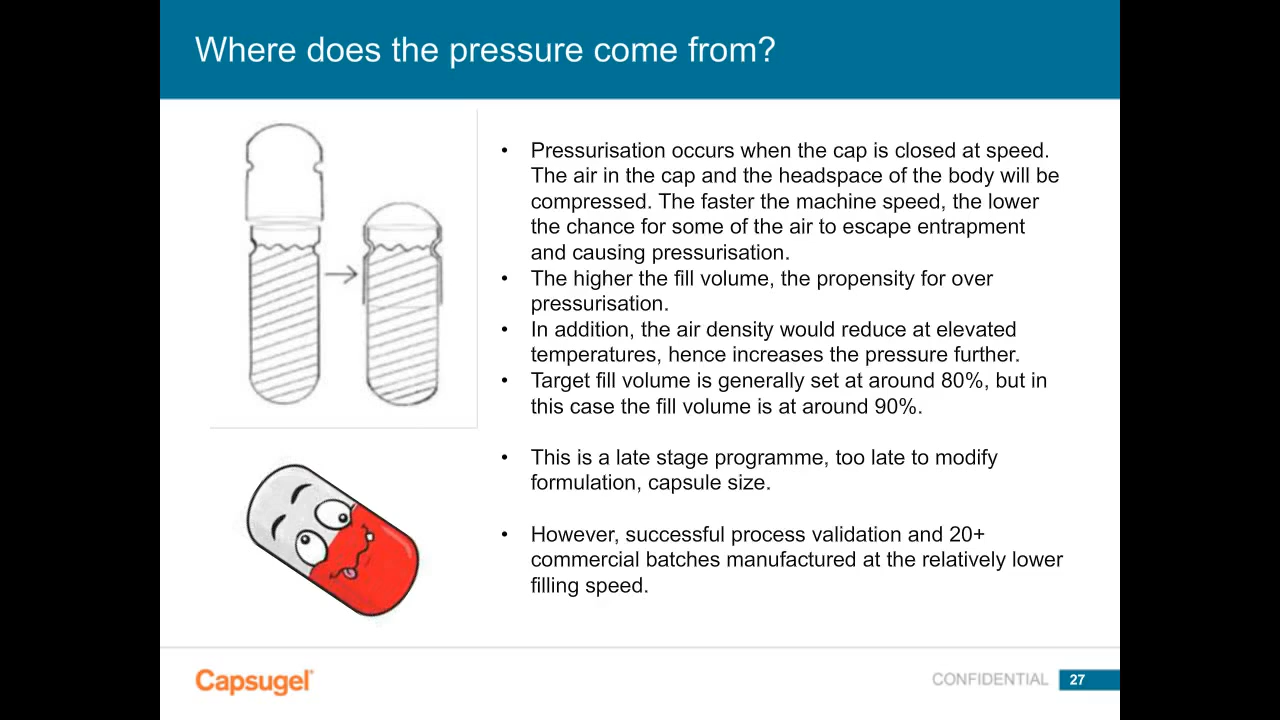 Where does the pressure come from?
• Pressurisation occurs when the cap is closed at speed.
The air in the cap and the headspace of the body will be
compressed. The faster the machine speed, the lower
the chance for some of the air to escape entrapment
and causing pressurisation.
• The higher the fill volume, the propensity for over
pressurisation.
• In addition, the air density would reduce at elevated
temperatures, hence increases the pressure further.
• Target fill volume is generally set at around 80%, but in
this case the fill volume is at around 90%.
• This is a late stage programme, too late to modify
formulation, capsule size.
• However, successful process validation and 20+
commercial batches manufactured at the relatively lower
filling speed.
Capsugel®
CONFIDENTIAL 27